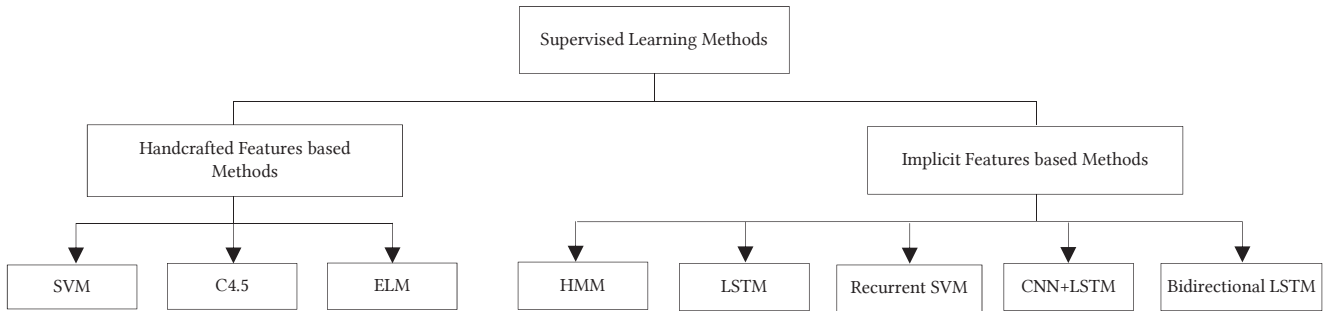 Supervised Learning Methods
Handcrafted Features based
Methods
Implicit Features based Methods
SVM
C4.5
ELM
HMM
LSTM
Recurrent SVM
CNN+LSTM
Bidirectional LSTM